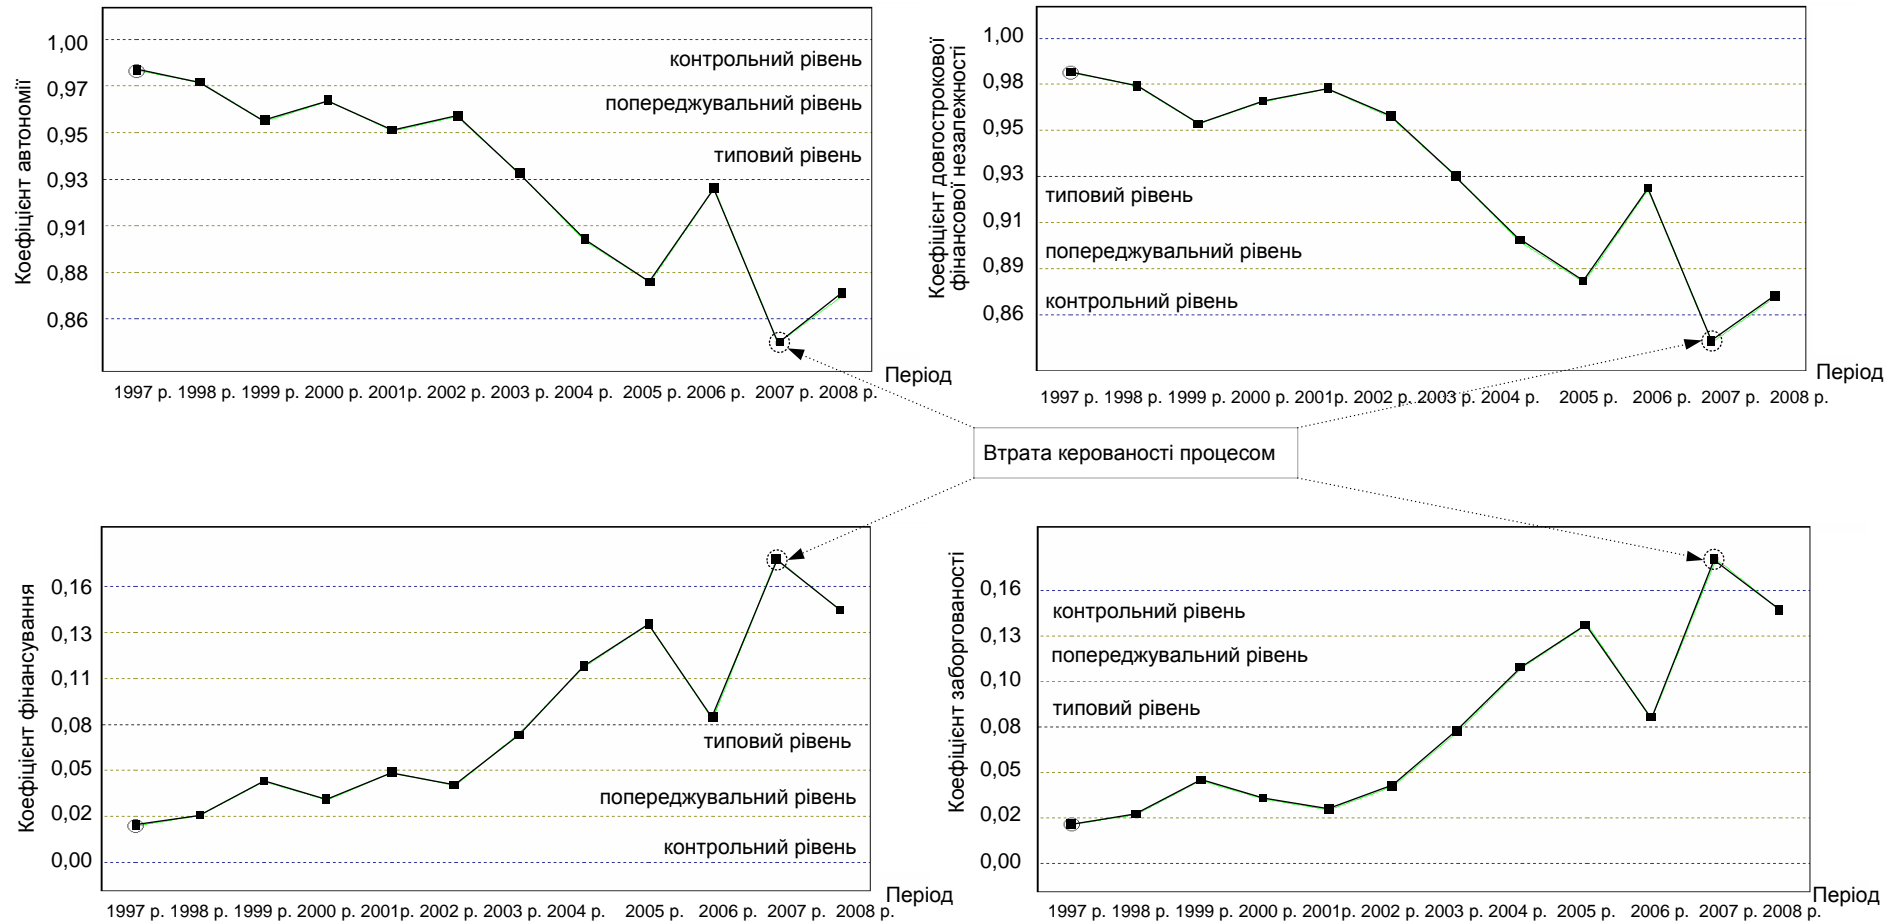 Коефіцієнт автономії
1,00
0,97
0,95
0,93
0,91
0,88
0,86
контрольний рівень
попереджувальний рівень
типовий рівень
Період
1997 р. 1998 р. 1999 р. 2000 р. 2001р. 2002 р. 2003 р. 2004 р. 2005 р. 2006 р. 2007 р. 2008 р.
Коефіцієнт довгострокової
фінансової незалежності
1,00
0,98
0,95
0,93
0,91
0,89
0,86
типовий рівень
попереджувальний рівень
контрольний рівень
Період
1997 р. 1998 р. 1999 р. 2000 р. 2001р. 2002 р. 2003 р. 2004 р. 2005 р. 2006 р. 2007 р. 2008 р.
Втрата керованості процесом
Коефіцієнт фінансування
0,16
0,13
0,11
0,08
0,05
0,02
0,00
типовий рівень
попереджувальний рівень
контрольний рівень
Період
1997 р. 1998 р. 1999 р. 2000 р. 2001р. 2002 р. 2003 р. 2004 р. 2005 р. 2006 р. 2007 р. 2008 р.
Коефіцієнт заборгованості
0,16
0,13
0,10
0,08
0,05
0,02
0,00
контрольний рівень
попереджувальний рівень
типовий рівень
Період
1997 р. 1998 р. 1999 р. 2000 р. 2001р. 2002 р. 2003 р. 2004 р. 2005 р. 2006 р. 2007 р. 2008 р.